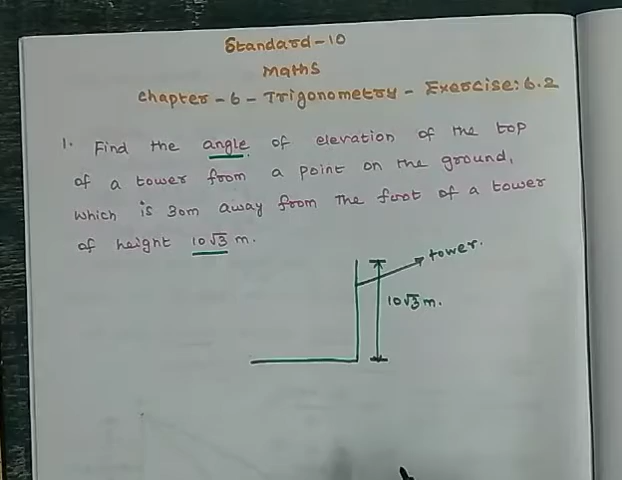 Standard-10
Maths
Chapter - 6 - Trigonometry - Exercise: 6.2
1. Find the angle of elevation of the top
of a tower from a point on the ground,
which is 30m away from the foot of a tower
of height 10√3 m.
tower.
10√3 m.